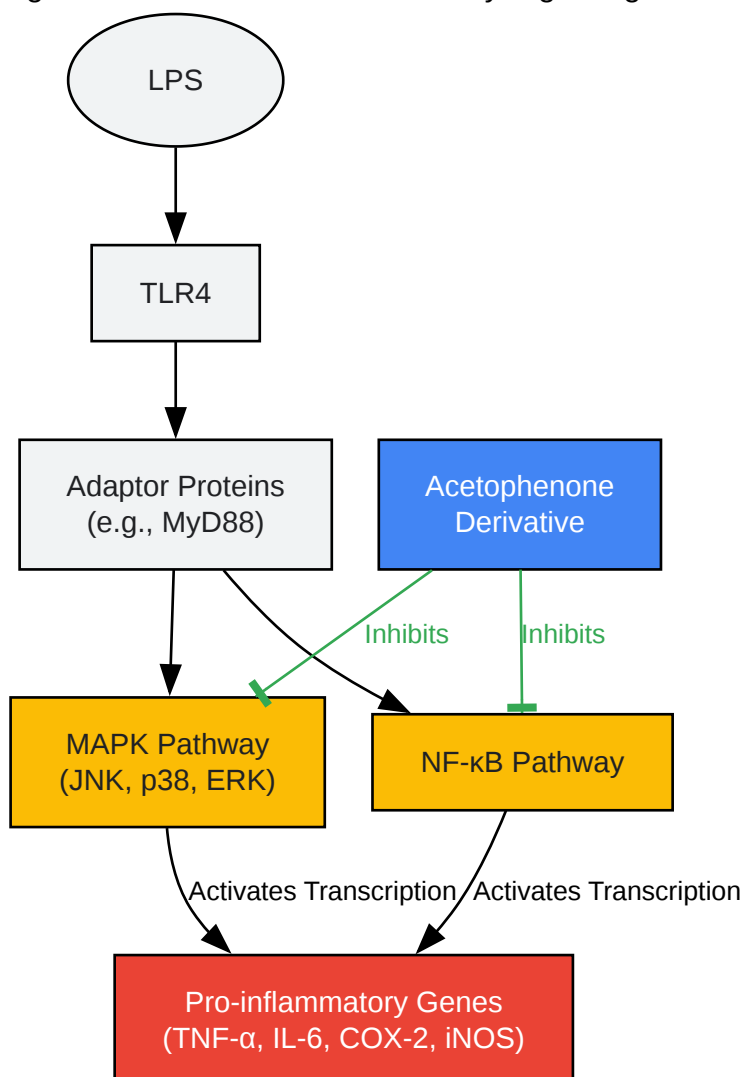 LPS
TLR4
Adaptor Proteins
(e.g., MyD88)
Acetophenone
Derivative
Inhibits
Inhibits
MAPK Pathway
(JNK, p38, ERK)
NF-κB Pathway
Activates Transcription
Activates Transcription
Pro-inflammatory Genes
(TNF-α, IL-6, COX-2, iNOS)